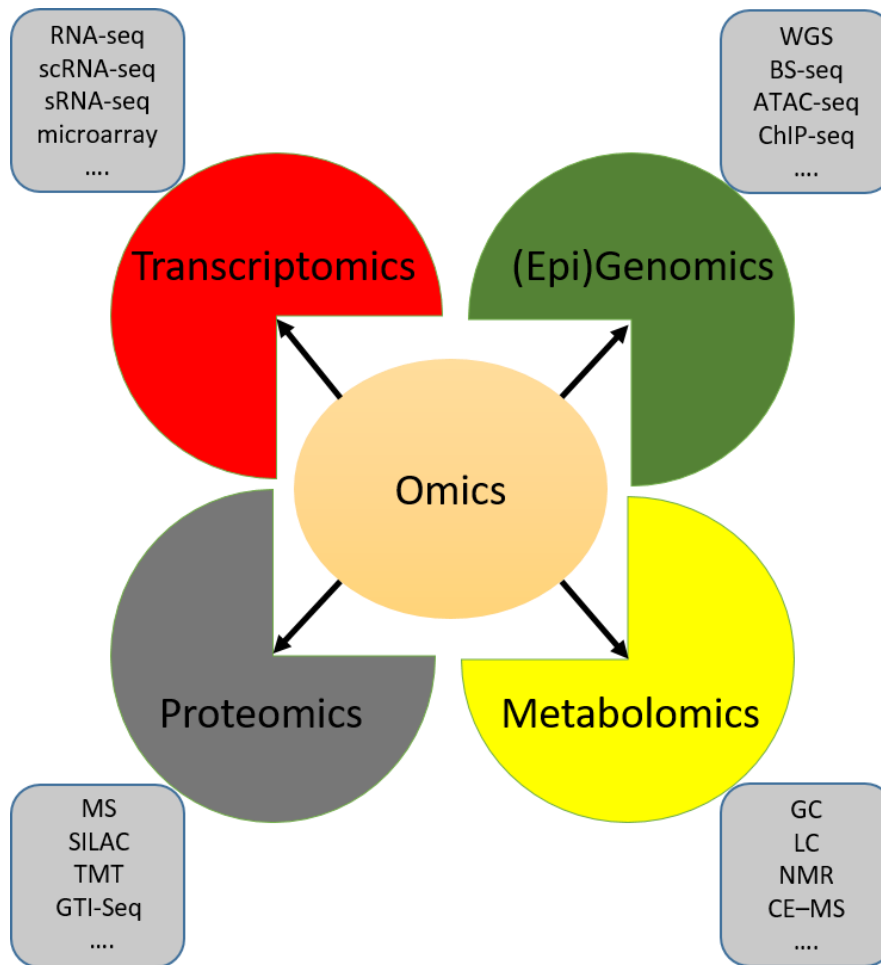 RNA-seq
scRNA-seq
sRNA-seq
microarray
....
WGS
BS-seq
ATAC-seq
ChIP-seq
....
Transcriptomics
(Epi)Genomics
Omics
Proteomics
Metabolomics
MS
SILAC
TMT
GTI-Seq
....
GC
LC
NMR
CE–MS
....